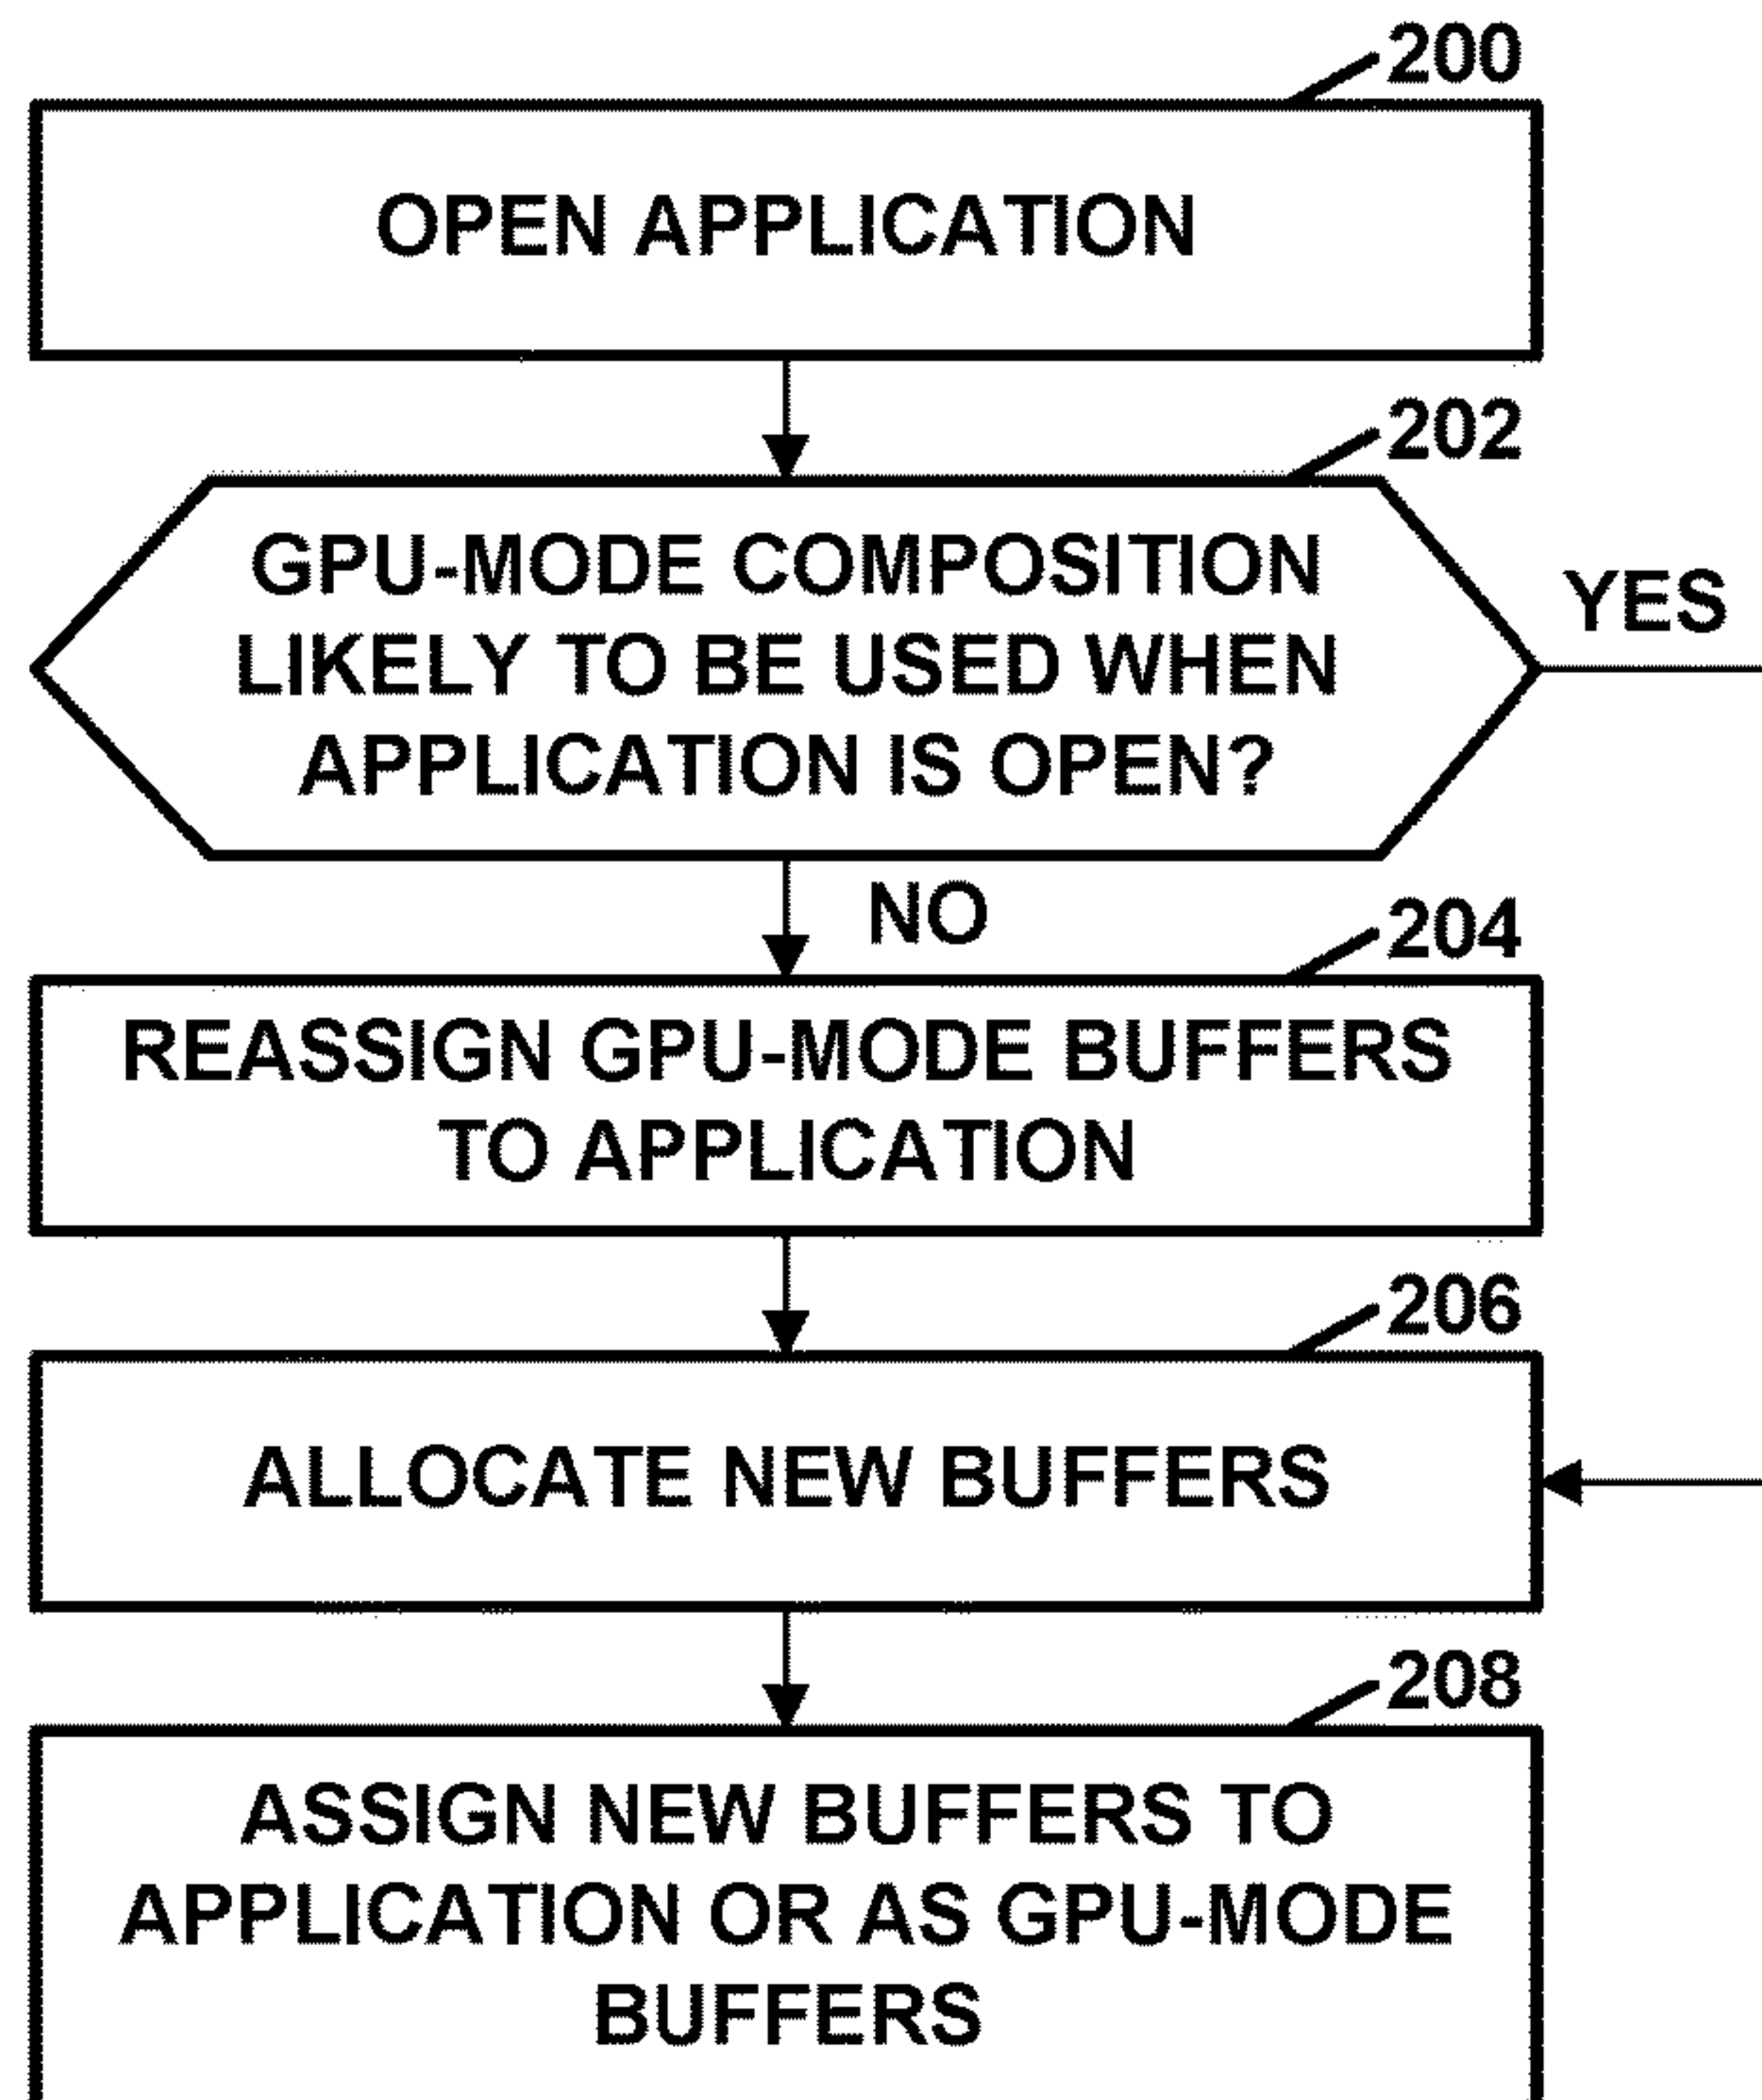 200
OPEN APPLICATION
202
GPU-MODE COMPOSITION
LIKELY TO BE USED WHEN
APPLICATION IS OPEN?
YES
NO
204
REASSIGN GPU-MODE BUFFERS
TO APPLICATION
206
ALLOCATE NEW BUFFERS
208
ASSIGN NEW BUFFERS TO
APPLICATION OR AS GPU-MODE
BUFFERS